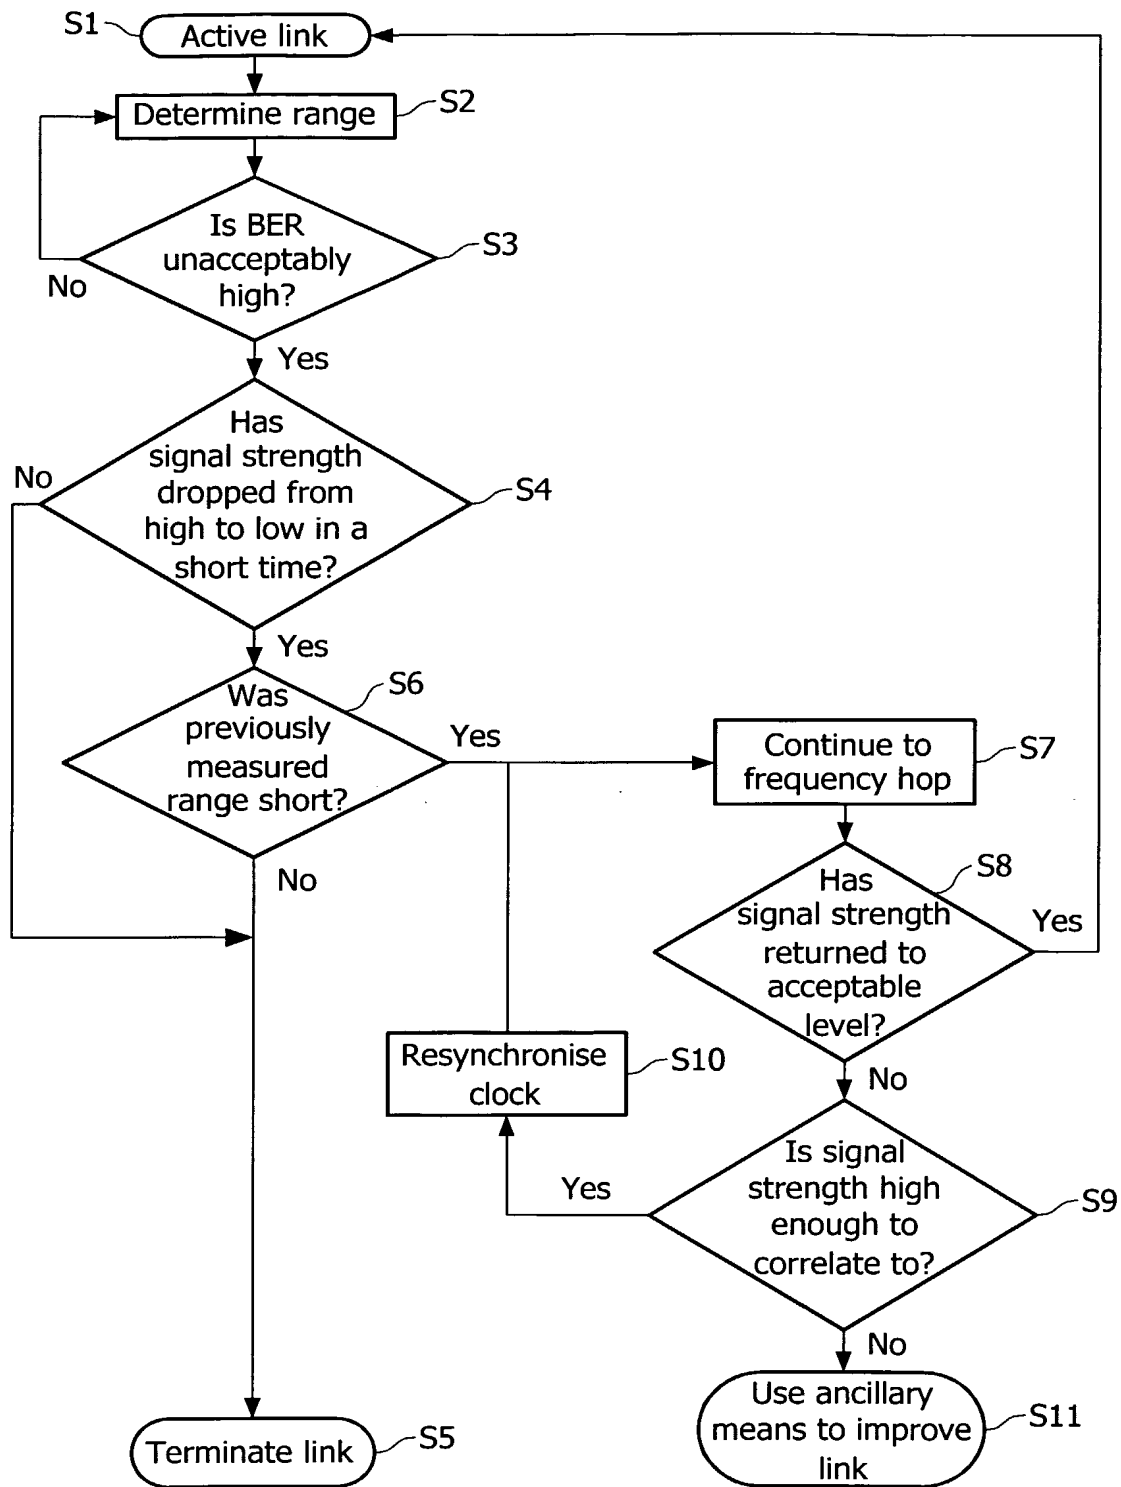 S1
Active link
Determine range
S2
Is BER
unacceptably
high?
S3
No
Yes
Has
signal strength
dropped from
high to low in a
short time?
No
S4
Yes
Was
previously
measured
range short?
S6
Yes
No
Continue to
frequency hop
S7
Has
signal strength
returned to
acceptable
level?
S8
Yes
No
Resynchronise
clock
S10
Is signal
strength high
enough to
correlate to?
Yes
S9
No
Terminate link
S5
Use ancillary
means to improve
link
S11